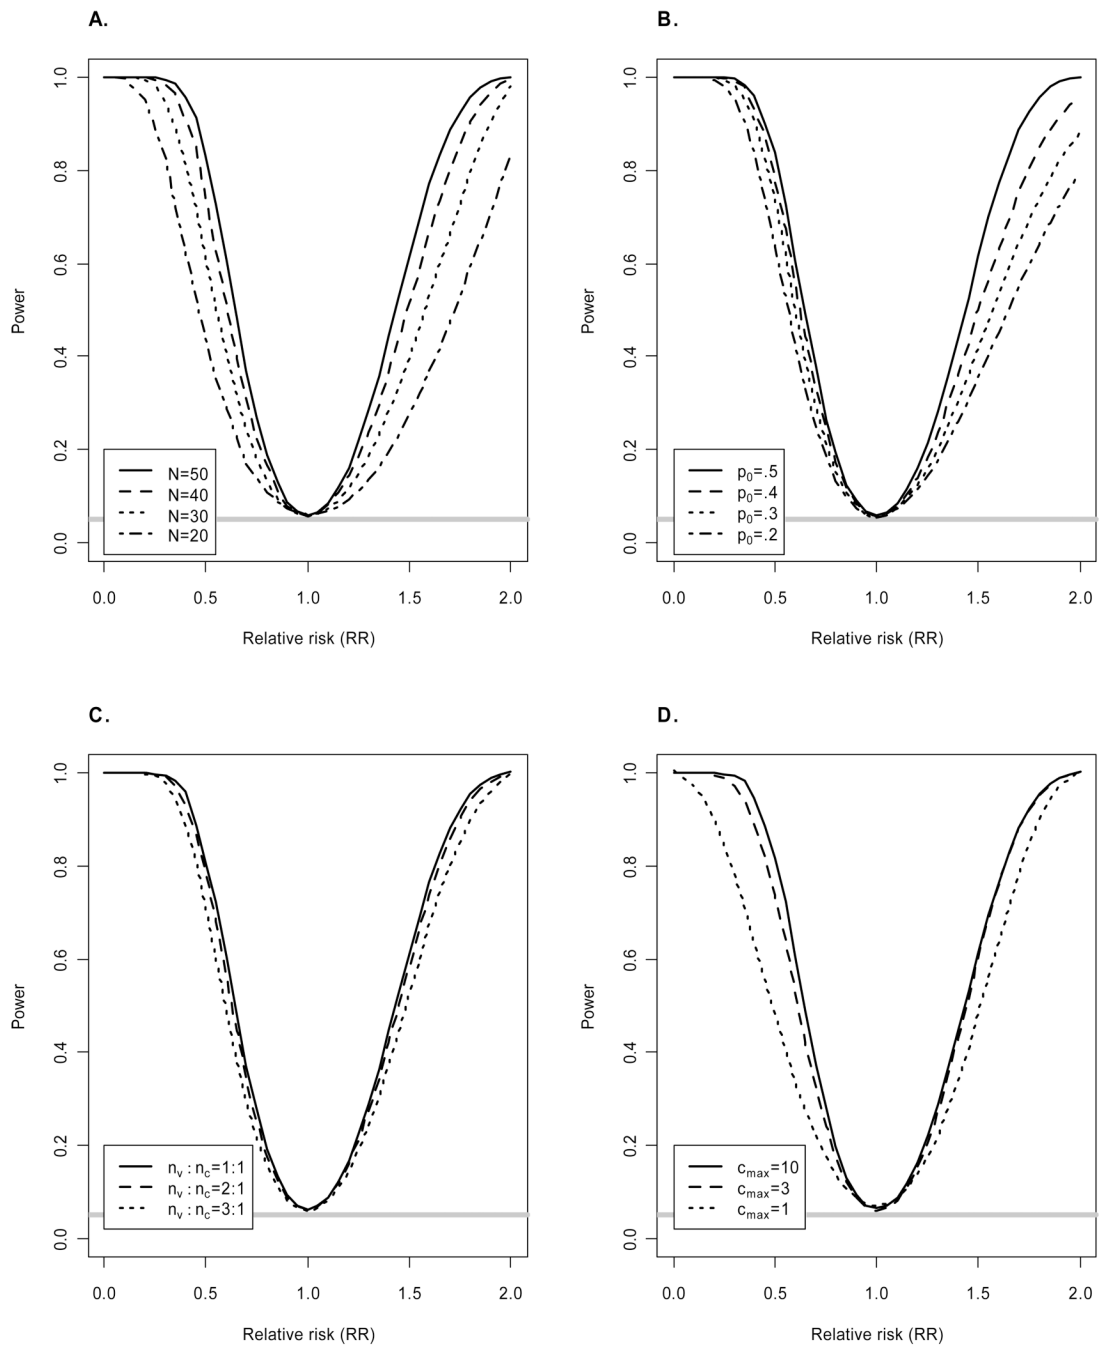 A.
Power
1.0
0.8
0.6
0.4
0.2
0.0
N=50
N=40
N=30
N=20
0.0 0.5 1.0 1.5 2.0
Relative risk (RR)
B.
Power
1.0
0.8
0.6
0.4
0.2
0.0
p0=.5
p0=.4
p0=.3
p0=.2
0.0 0.5 1.0 1.5 2.0
Relative risk (RR)
C.
Power
1.0
0.8
0.6
0.4
0.2
0.0
nv : nc=1:1
nv : nc=2:1
nv : nc=3:1
0.0 0.5 1.0 1.5 2.0
Relative risk (RR)
D.
Power
1.0
0.8
0.6
0.4
0.2
0.0
cmax=10
cmax=3
cmax=1
0.0 0.5 1.0 1.5 2.0
Relative risk (RR)